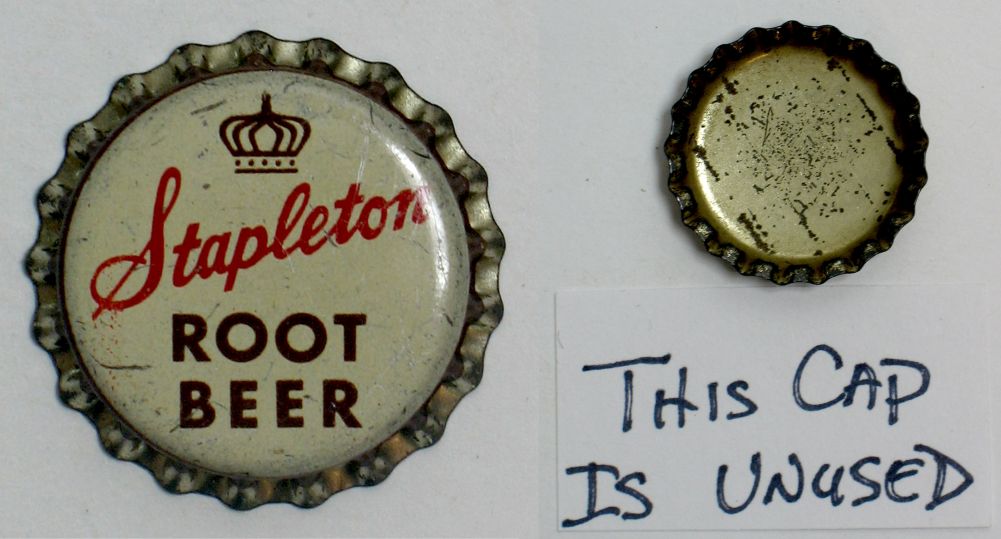 Stapleton
ROOT
BEER
THIS CAP
IS UNUSED